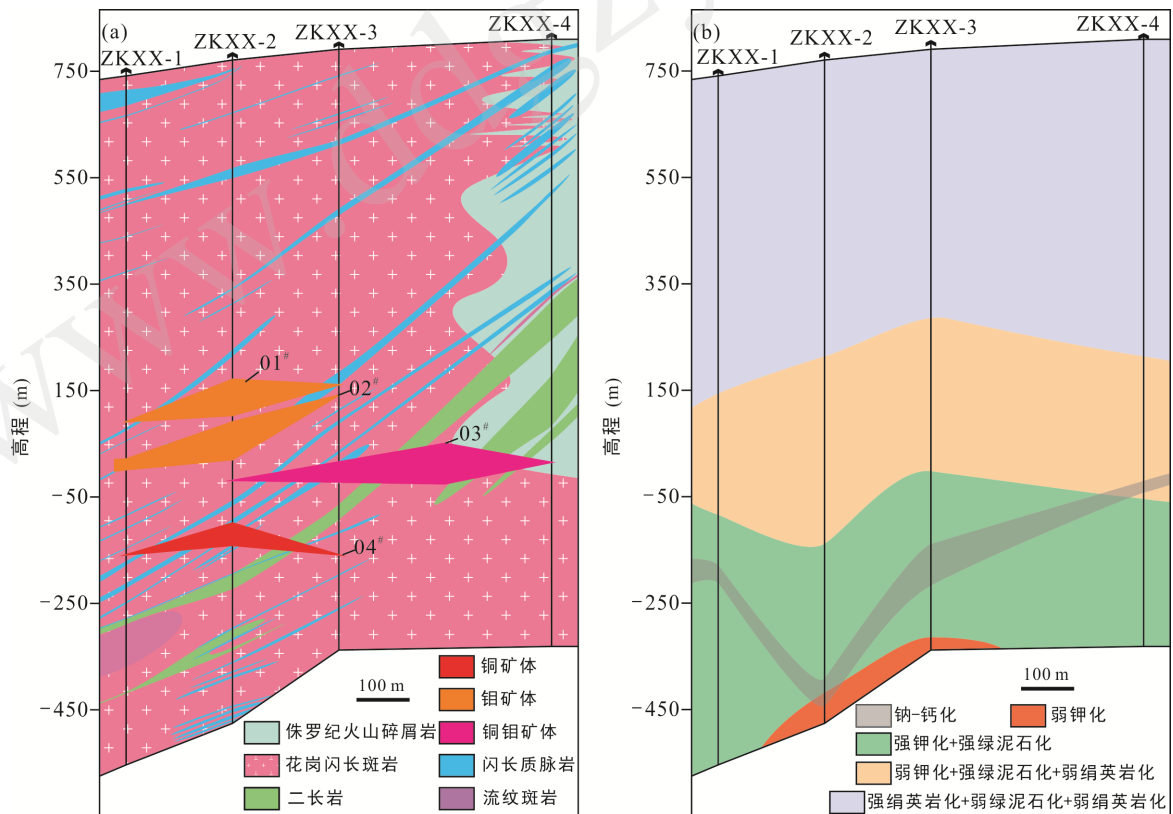 (a)
ZKXX-1
ZKXX-2
ZKXX-3
ZKXX-4
750
550
350
150
−50
−250
−450
高程 (m)
01#
02#
03#
04#
100 m
铜矿体
钼矿体
侏罗纪火山碎屑岩
铜钼矿体
花岗闪长斑岩
闪长质脉岩
二长岩
流纹斑岩
(b)
ZKXX-1
ZKXX-2
ZKXX-3
ZKXX-4
750
550
350
150
−50
−250
−450
高程 (m)
100 m
钠-钙化
弱钾化
强钾化+强绿泥石化
弱钾化+强绿泥石化+弱绢英岩化
强绢英岩化+弱绿泥石化+弱绢英岩化